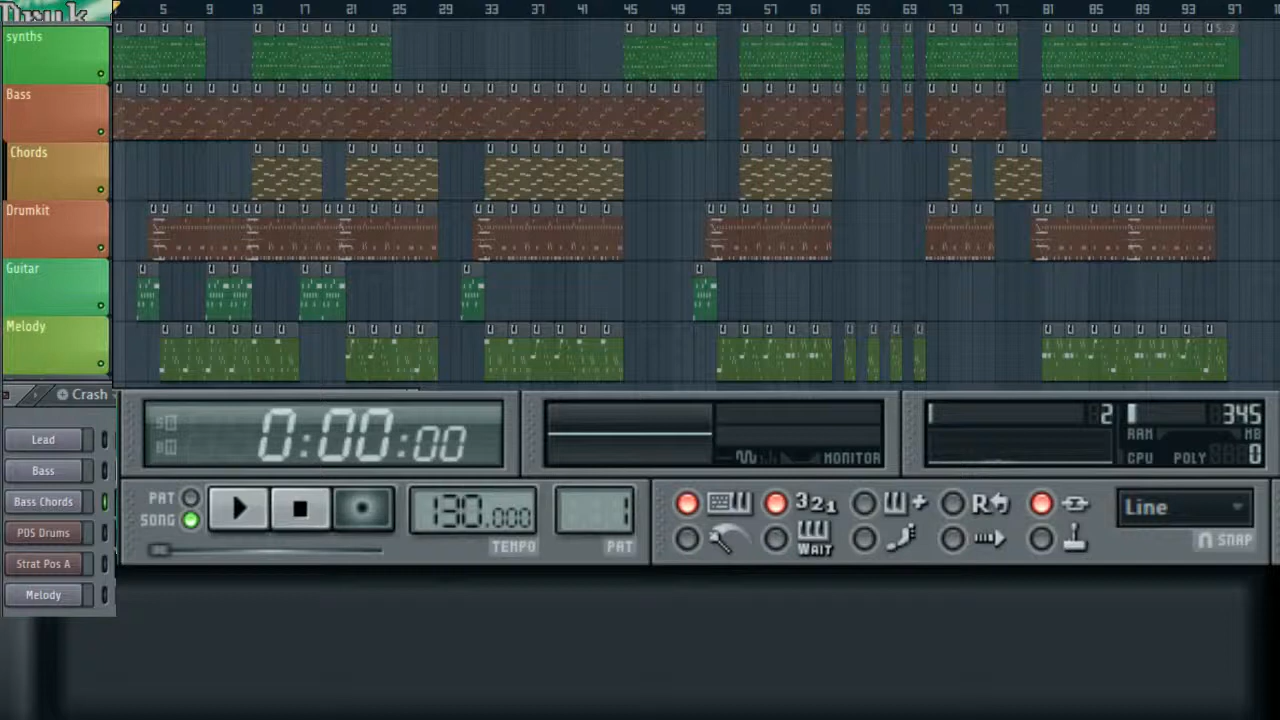 5 9 13 17 21 25 29 33 37 41 45 49 53 57 61 65 69 73 77 81 85 89 93 97
synths
Bass
Chords
Drumkit
Guitar
Melody
Crash
Lead
Bass
Bass Chords
PDS Drums
Strat Pos A
Melody
0:00:00
MONITOR
2
345
RAM MB
CPU POLY 0
PAT
SONG
130.000
1
TEMPO
PAT
321
R
WAIT
Line
SNAP